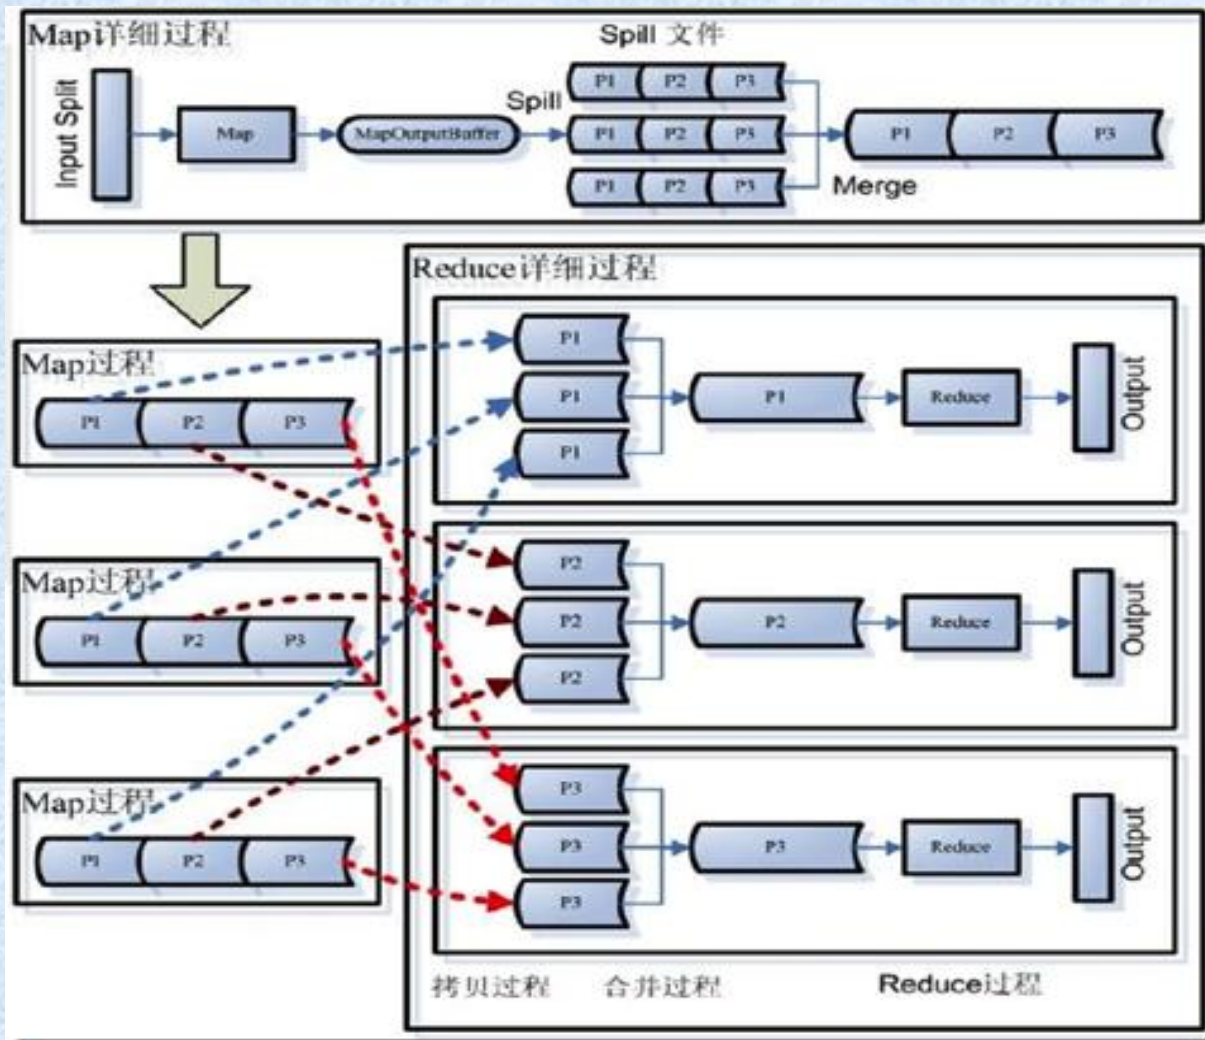 Map详细过程
Spill 文件
Input Split
Map
MapOutputBuffer
Spill
P1 P2 P3
P1 P2 P3
P1 P2 P3
Merge
P1 P2 P3
Reduce详细过程
Map过程
P1 P2 P3
Map过程
P1 P2 P3
Map过程
P1 P2 P3
P1
P1
P1
P1
Reduce
Output
P2
P2
P2
P2
Reduce
Output
P3
P3
P3
P3
Reduce
Output
拷贝过程 合并过程 Reduce过程